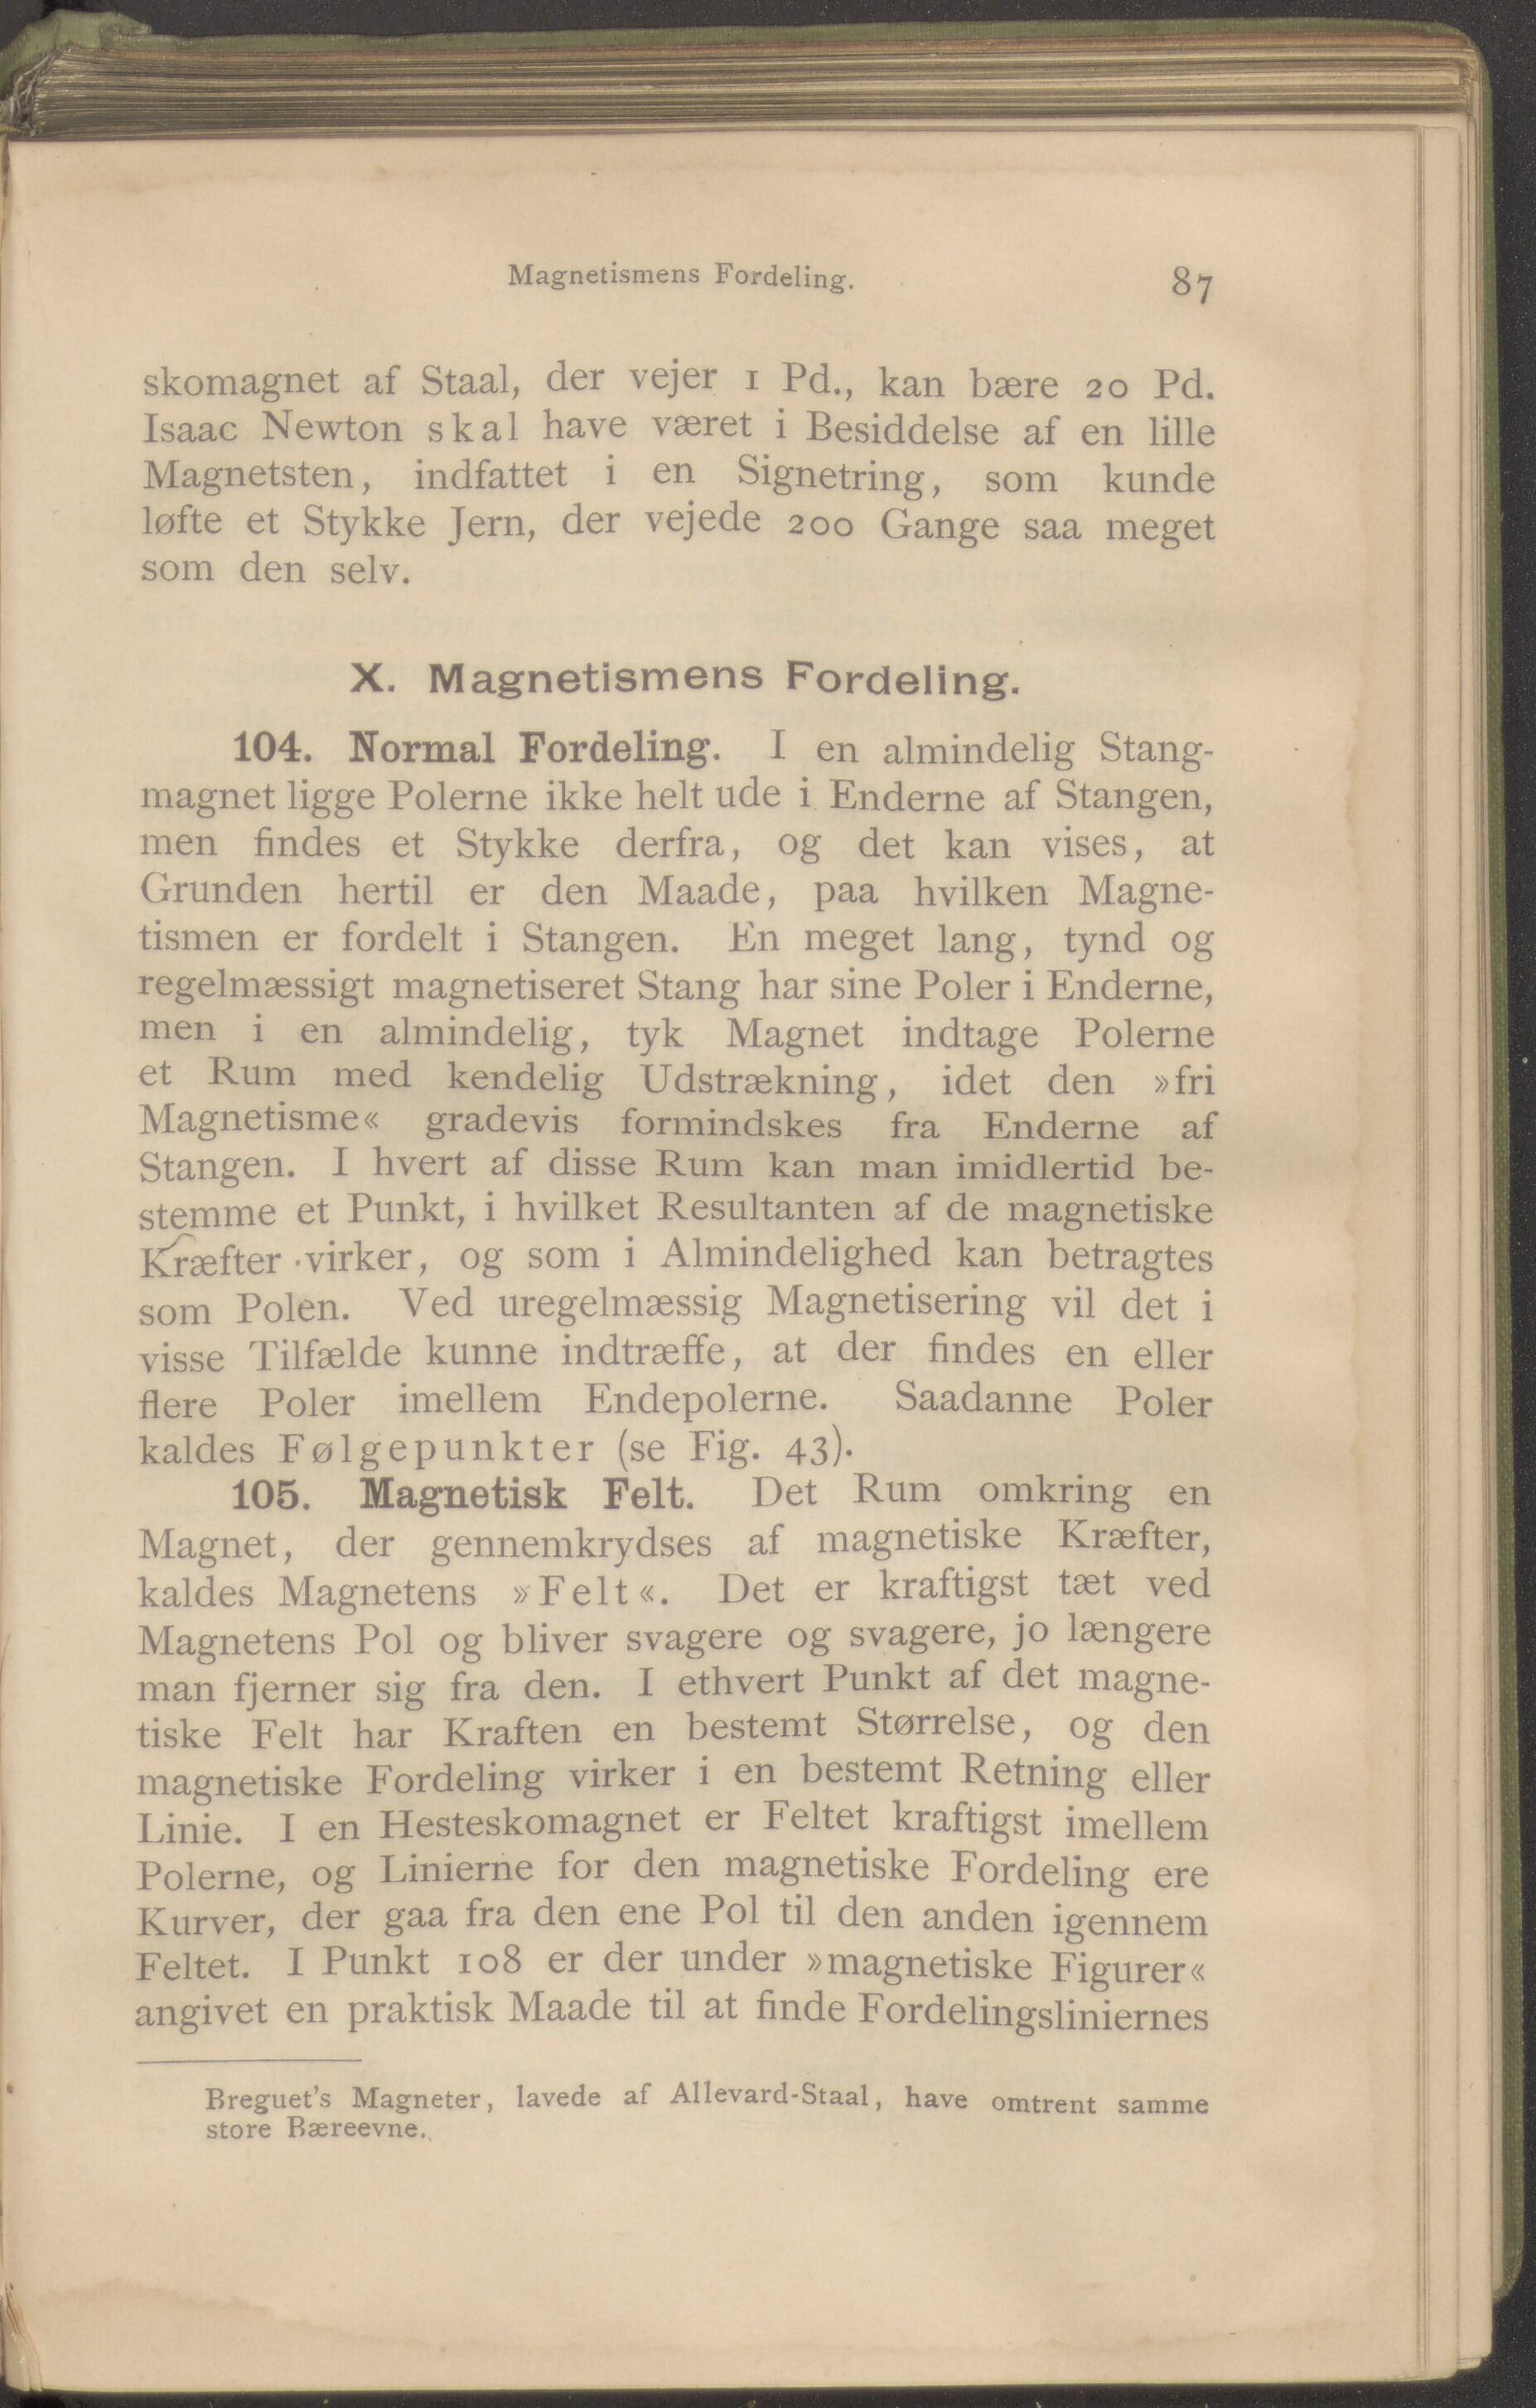 Magnetismens Fordeling. 87
skomagnet af Staal, der vejer 1 Pd., kan bære 20 Pd.
Isaac Newton skal have været i Besiddelse af en lille
Magnetsten, indfattet i en Signetring, som kunde
løfte et Stykke Jern, der vejede 200 Gange saa meget
som den selv.
X. Magnetismens Fordeling.
104. Normal Fordeling. I en almindelig Stang-
magnet ligge Polerne ikke helt ude i Enderne af Stangen,
men findes et Stykke derfra, og det kan vises, at
Grunden hertil er den Maade, paa hvilken Magne-
tismen er fordelt i Stangen. En meget lang, tynd og
regelmæssigt magnetiseret Stang har sine Poler i Enderne,
men i en almindelig, tyk Magnet indtage Polerne
et Rum med kendelig Udstrækning, idet den »fri
Magnetisme« gradevis formindskes fra Enderne af
Stangen. I hvert af disse Rum kan man imidlertid be-
stemme et Punkt, i hvilket Resultanten af de magnetiske
Kræfter virker, og som i Almindelighed kan betragtes
som Polen. Ved uregelmæssig Magnetisering vil det i
visse Tilfælde kunne indtræffe, at der findes en eller
flere Poler imellem Endepolerne. Saadanne Poler
kaldes Følgepunkter (se Fig. 43).
105. Magnetisk Felt. Det Rum omkring en
Magnet, der gennemkrydses af magnetiske Kræfter,
kaldes Magnetens »Felt«. Det er kraftigst tæt ved
Magnetens Pol og bliver svagere og svagere, jo længere
man fjerner sig fra den. I ethvert Punkt af det magne-
tiske Felt har Kraften en bestemt Størrelse, og den
magnetiske Fordeling virker i en bestemt Retning eller
Linie. I en Hesteskomagnet er Feltet kraftigst imellem
Polerne, og Linierne for den magnetiske Fordeling ere
Kurver, der gaa fra den ene Pol til den anden igennem
Feltet. I Punkt 108 er der under »magnetiske Figurer«
angivet en praktisk Maade til at finde Fordelingsliniernes
Breguet's Magneter, lavede af Allevard-Staal, have omtrent samme
store Bæreevne.